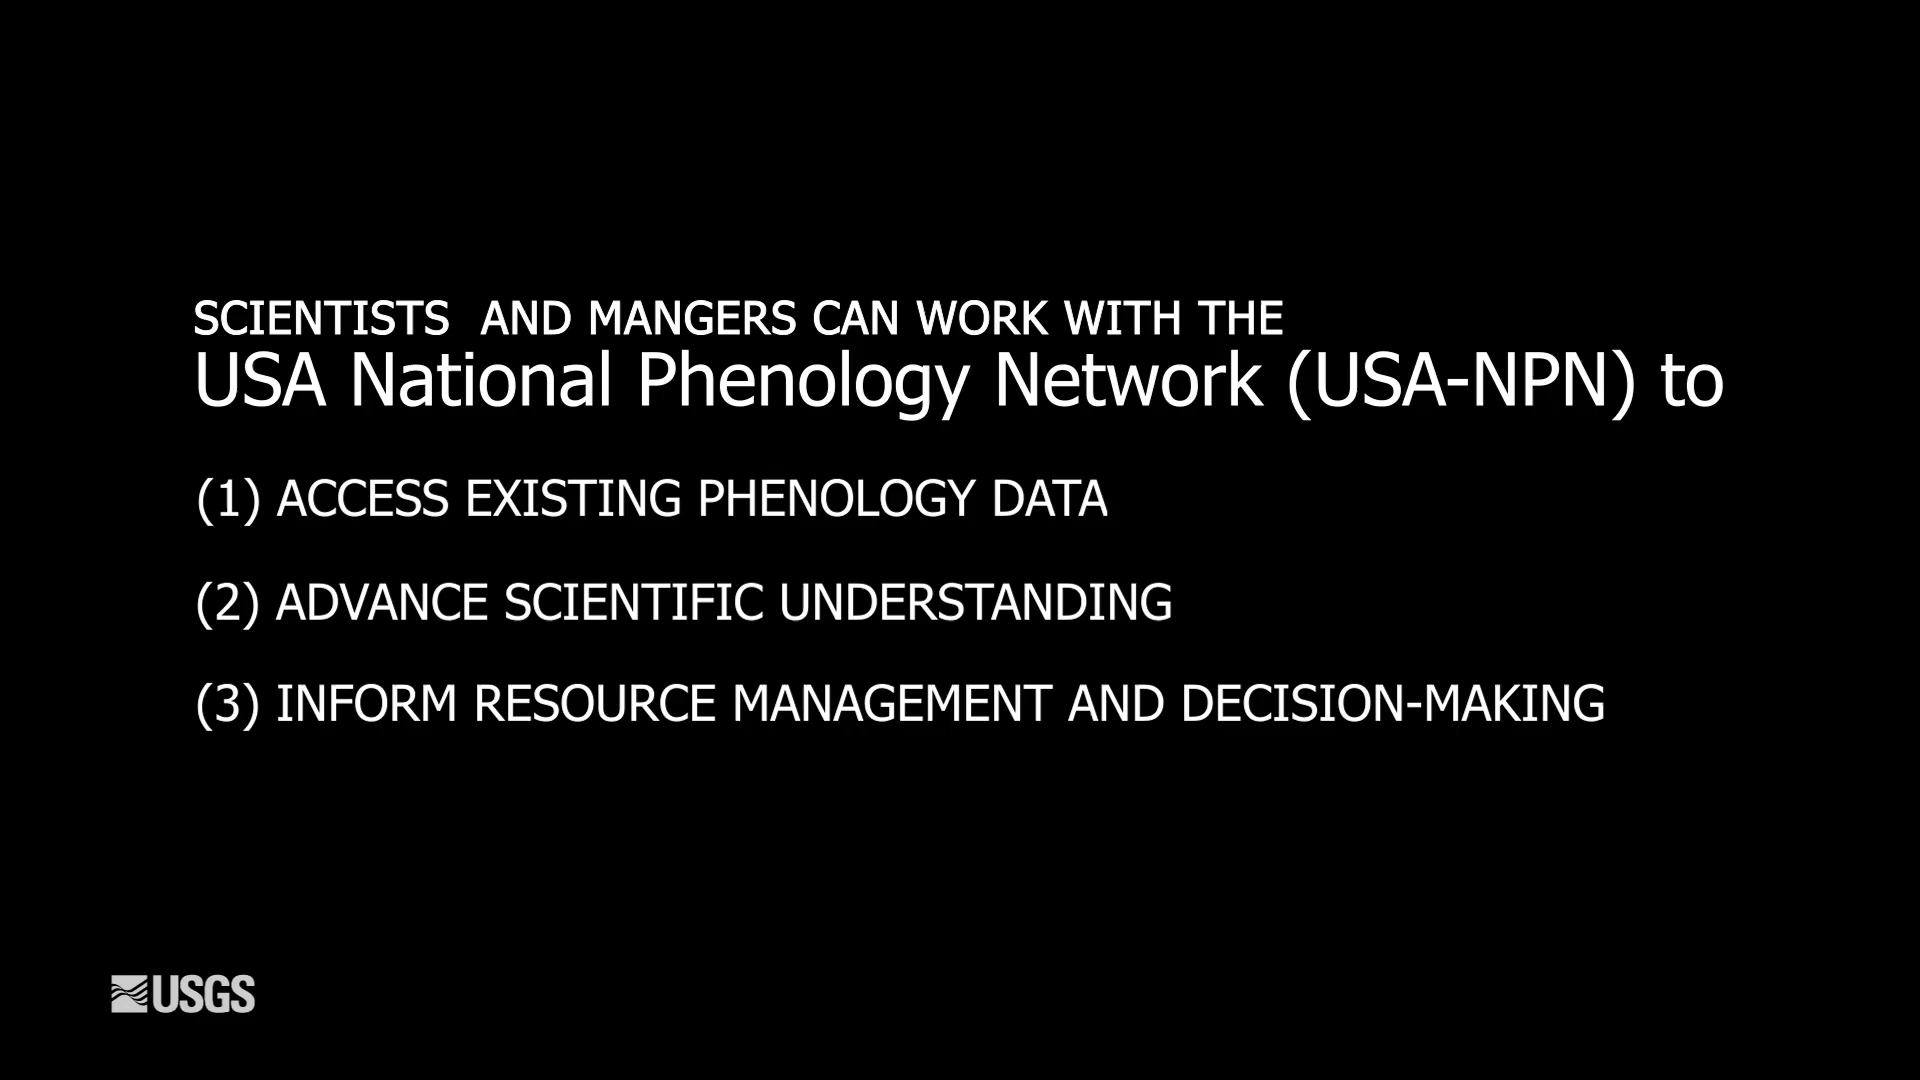 SCIENTISTS  AND MANGERS CAN WORK WITH THE
USA National Phenology Network (USA-NPN) to
(1) ACCESS EXISTING PHENOLOGY DATA
(2) ADVANCE SCIENTIFIC UNDERSTANDING
(3) INFORM RESOURCE MANAGEMENT AND DECISION-MAKING
USGS